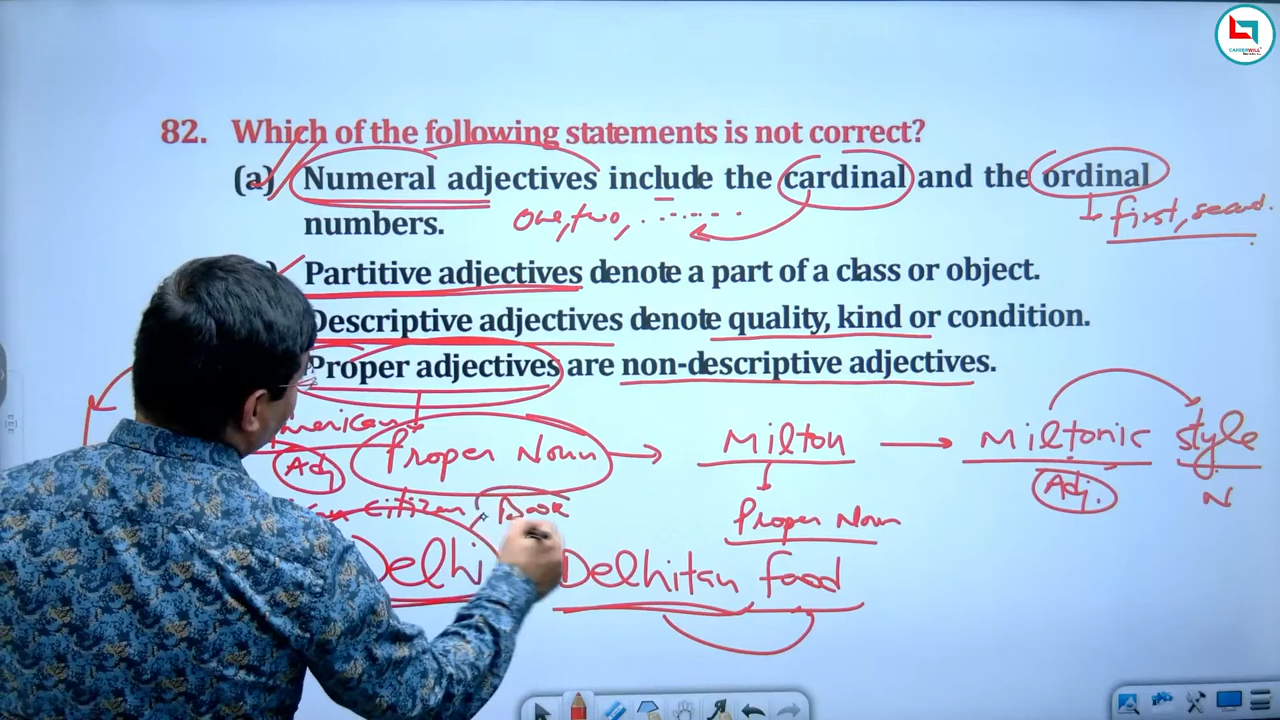 CAREERWILL
82. Which of the following statements is not correct?
(a) Numeral adjectives include the cardinal and the ordinal
numbers.
one, two, ........
first, second.
Partitive adjectives denote a part of a class or object.
Descriptive adjectives denote quality, kind or condition.
Proper adjectives are non-descriptive adjectives.
American
Adj
Proper Noun
Milton
Miltonic style
Adj.
N
Citizen, Book
Proper Noun
Delhi
Delhitan food